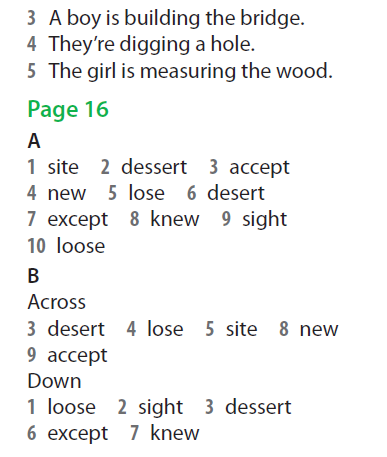 3 A boy is building the bridge.
4 They're digging a hole.
5 The girl is measuring the wood.
Page 16
A
1 site 2 dessert 3 accept
4 new 5 lose 6 desert
7 except 8 knew 9 sight
10 loose
B
Across
3 desert 4 lose 5 site 8 new
9 accept
Down
1 loose 2 sight 3 dessert
6 except 7 knew